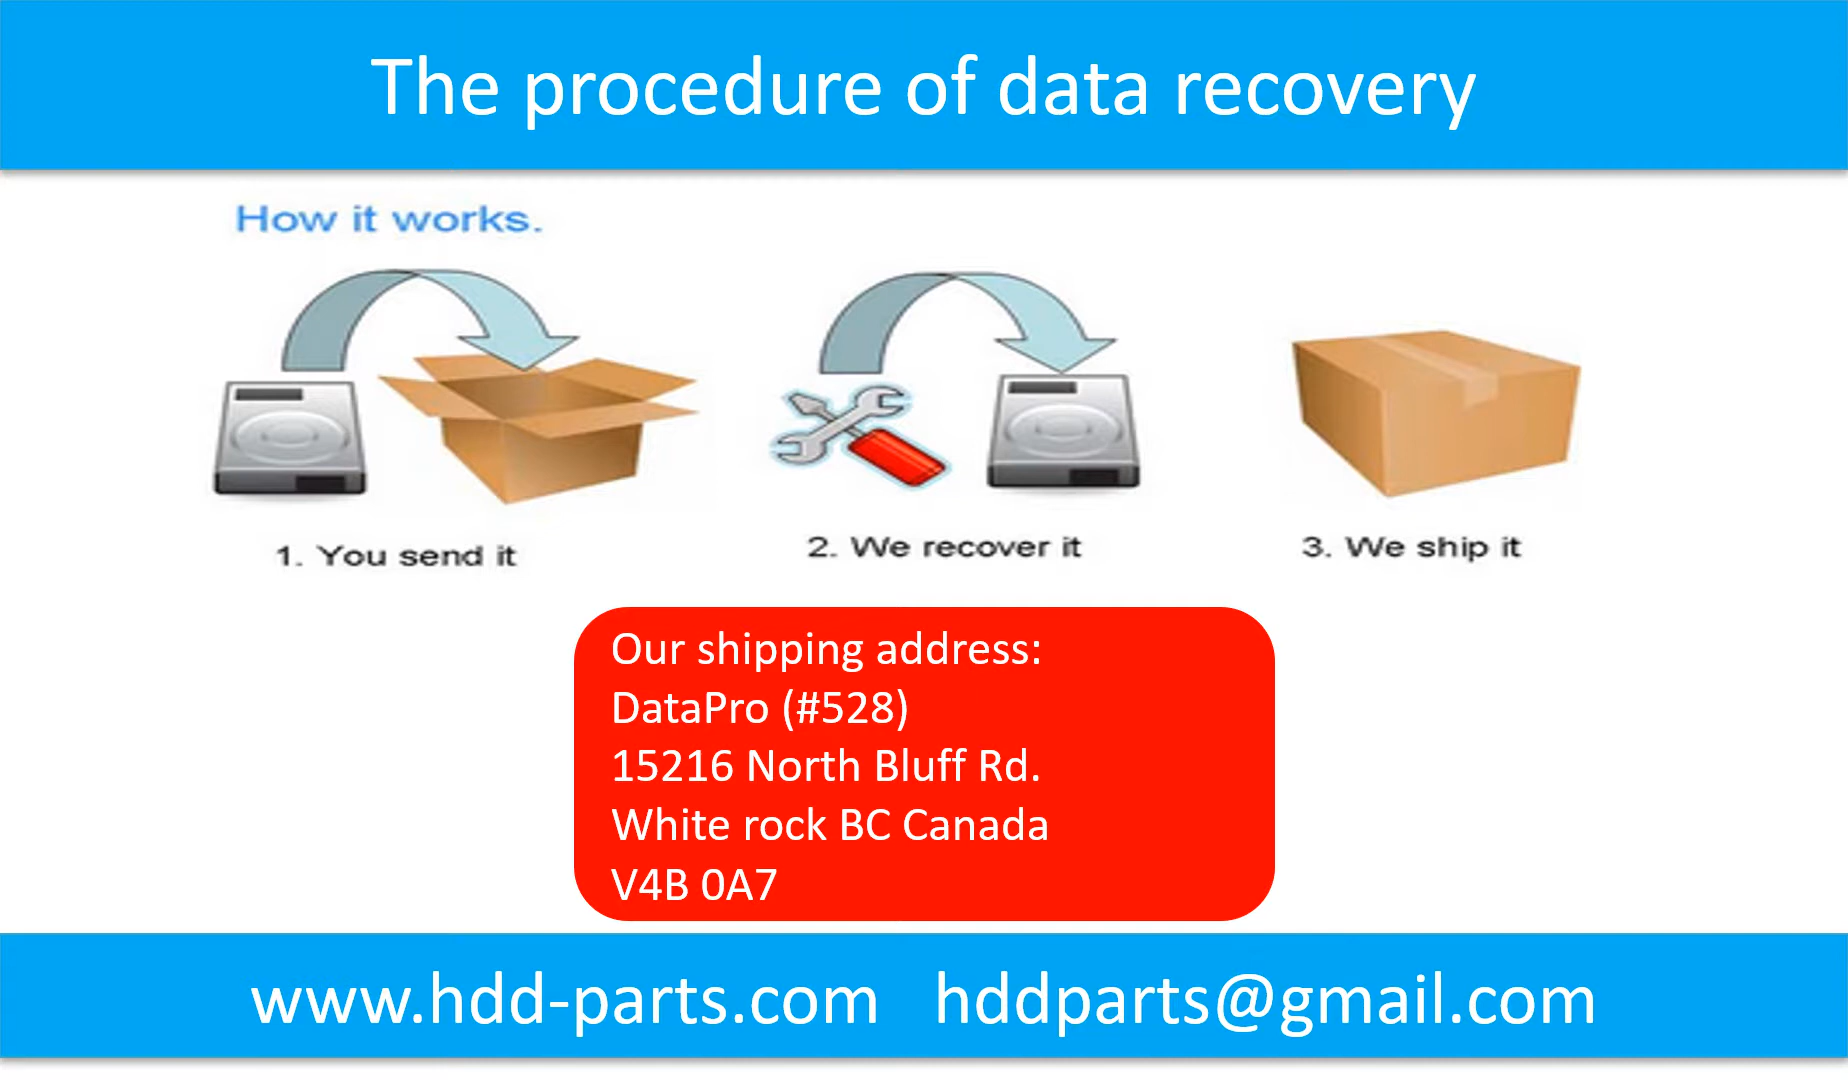 The procedure of data recovery
How it works.
1. You send it
2. We recover it
3. We ship it
Our shipping address:
DataPro (#528)
15216 North Bluff Rd.
White rock BC Canada
V4B 0A7
www.hdd-parts.com hddparts@gmail.com